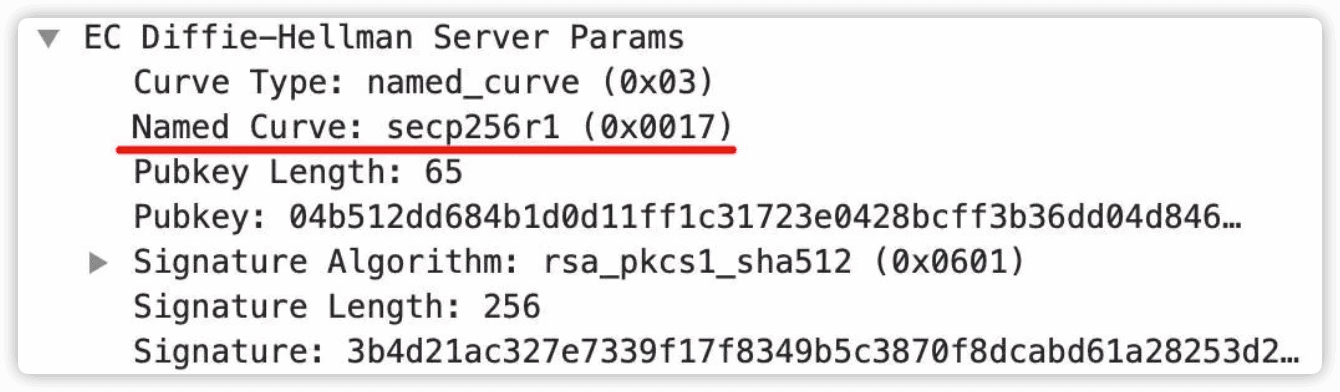 EC Diffie–Hellman Server Params
Curve Type: named_curve (0x03)
Named Curve: secp256r1 (0x0017)
Pubkey Length: 65
Pubkey: 04b512dd684b1d0d11ff1c31723e0428bcff3b36dd04d846…
Signature Algorithm: rsa_pkcs1_sha512 (0x0601)
Signature Length: 256
Signature: 3b4d21ac327e7339f17f8349b5c3870f8dcabd61a28253d2…